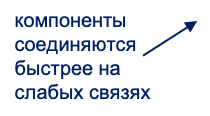 компоненты
соединяются
быстрее на
слабых связях